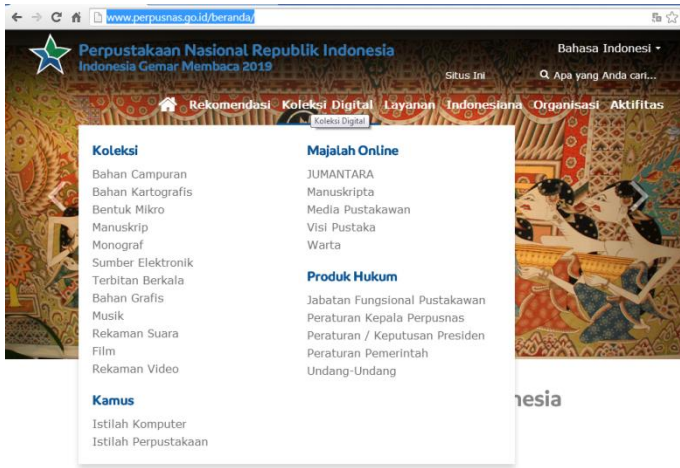 www.perpusnas.go.id/beranda/
Perpustakaan Nasional Republik Indonesia
Indonesia Gemar Membaca 2019
Bahasa Indonesi
Situs Ini
Apa yang Anda cari...
Rekomendasi Koleksi Digital Layanan Indonesiana Organisasi Aktifitas
Koleksi Digital
Koleksi
Bahan Campuran
Bahan Kartografis
Bentuk Mikro
Manuskrip
Monograf
Sumber Elektronik
Terbitan Berkala
Bahan Grafis
Musik
Rekaman Suara
Film
Rekaman Video
Kamus
Istilah Komputer
Istilah Perpustakaan
Majalah Online
JUMANTARA
Manuskripta
Media Pustakawan
Visi Pustaka
Warta
Produk Hukum
Jabatan Fungsional Pustakawan
Peraturan Kepala Perpusnas
Peraturan / Keputusan Presiden
Peraturan Pemerintah
Undang-Undang
nesia